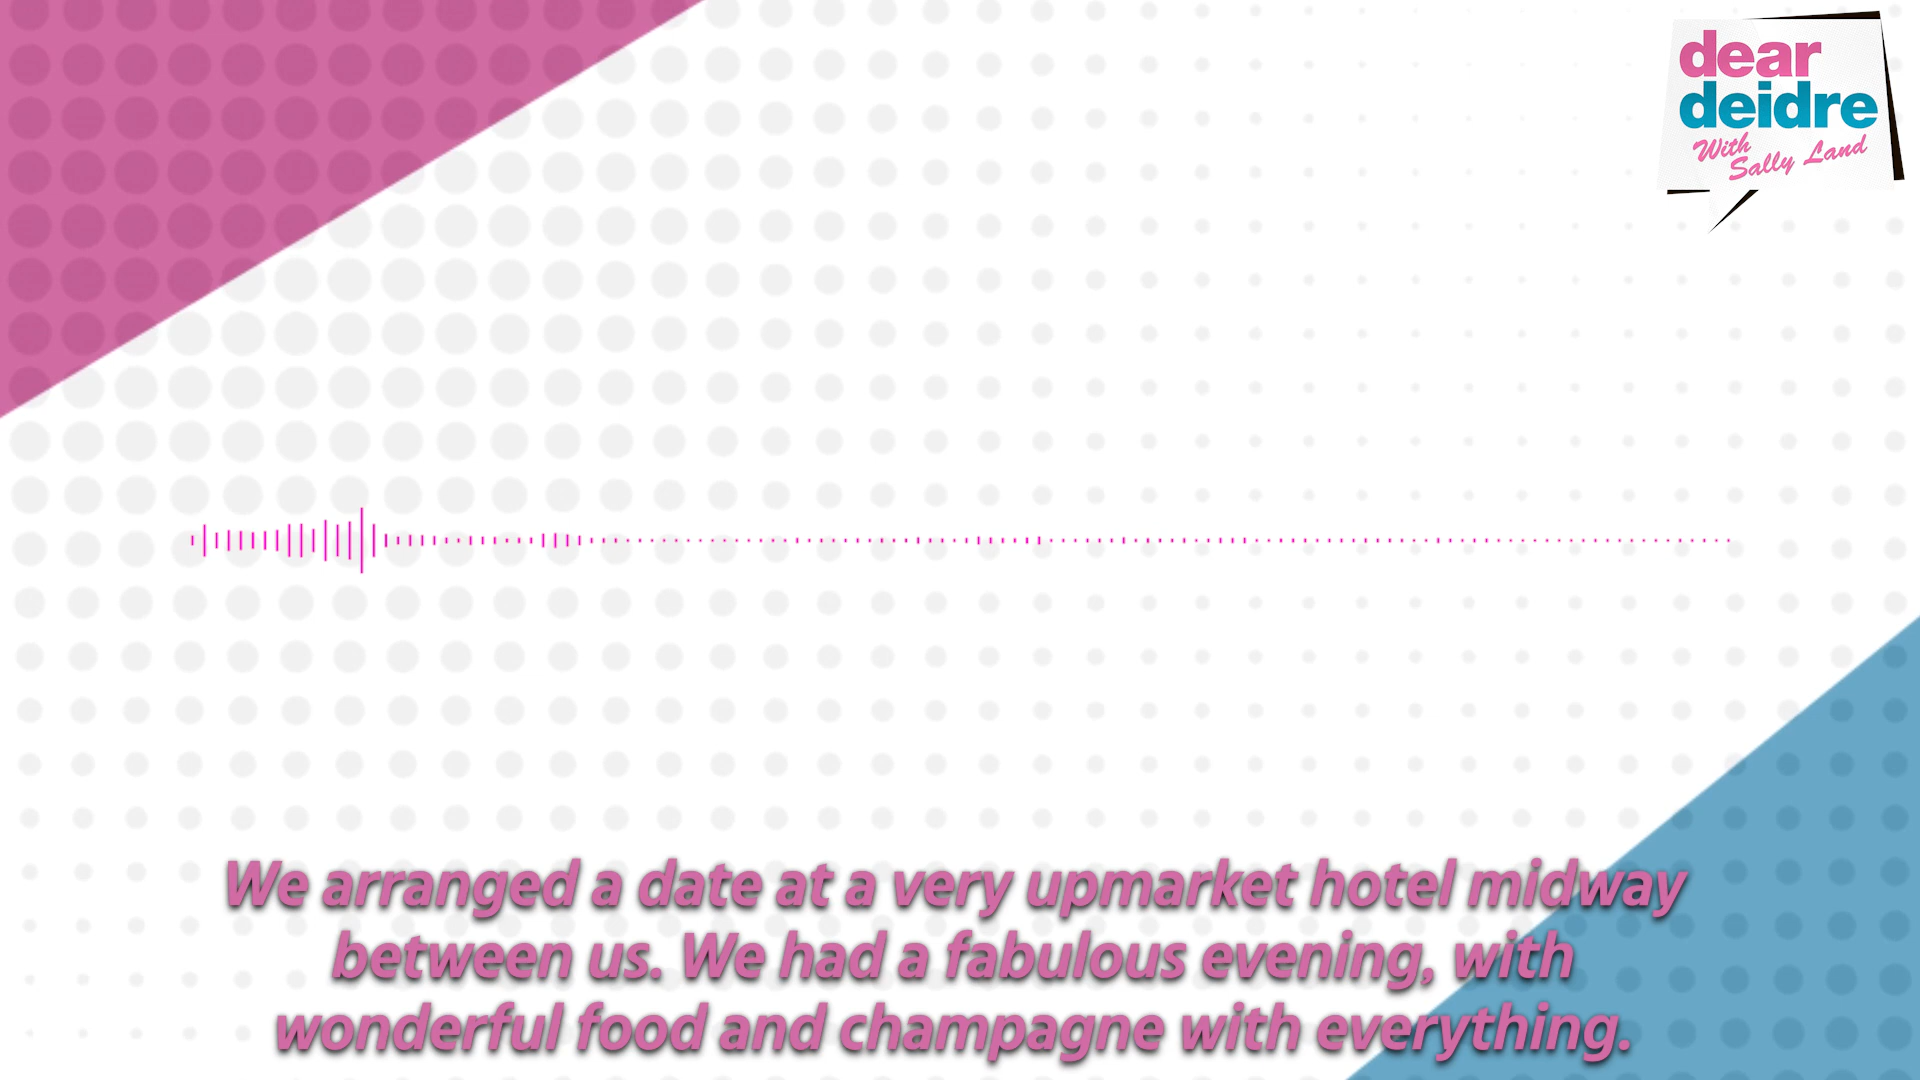 dear
deidre
With
Sally Land
We arranged a date at a very upmarket hotel midway
between us. We had a fabulous evening, with
wonderful food and champagne with everything.